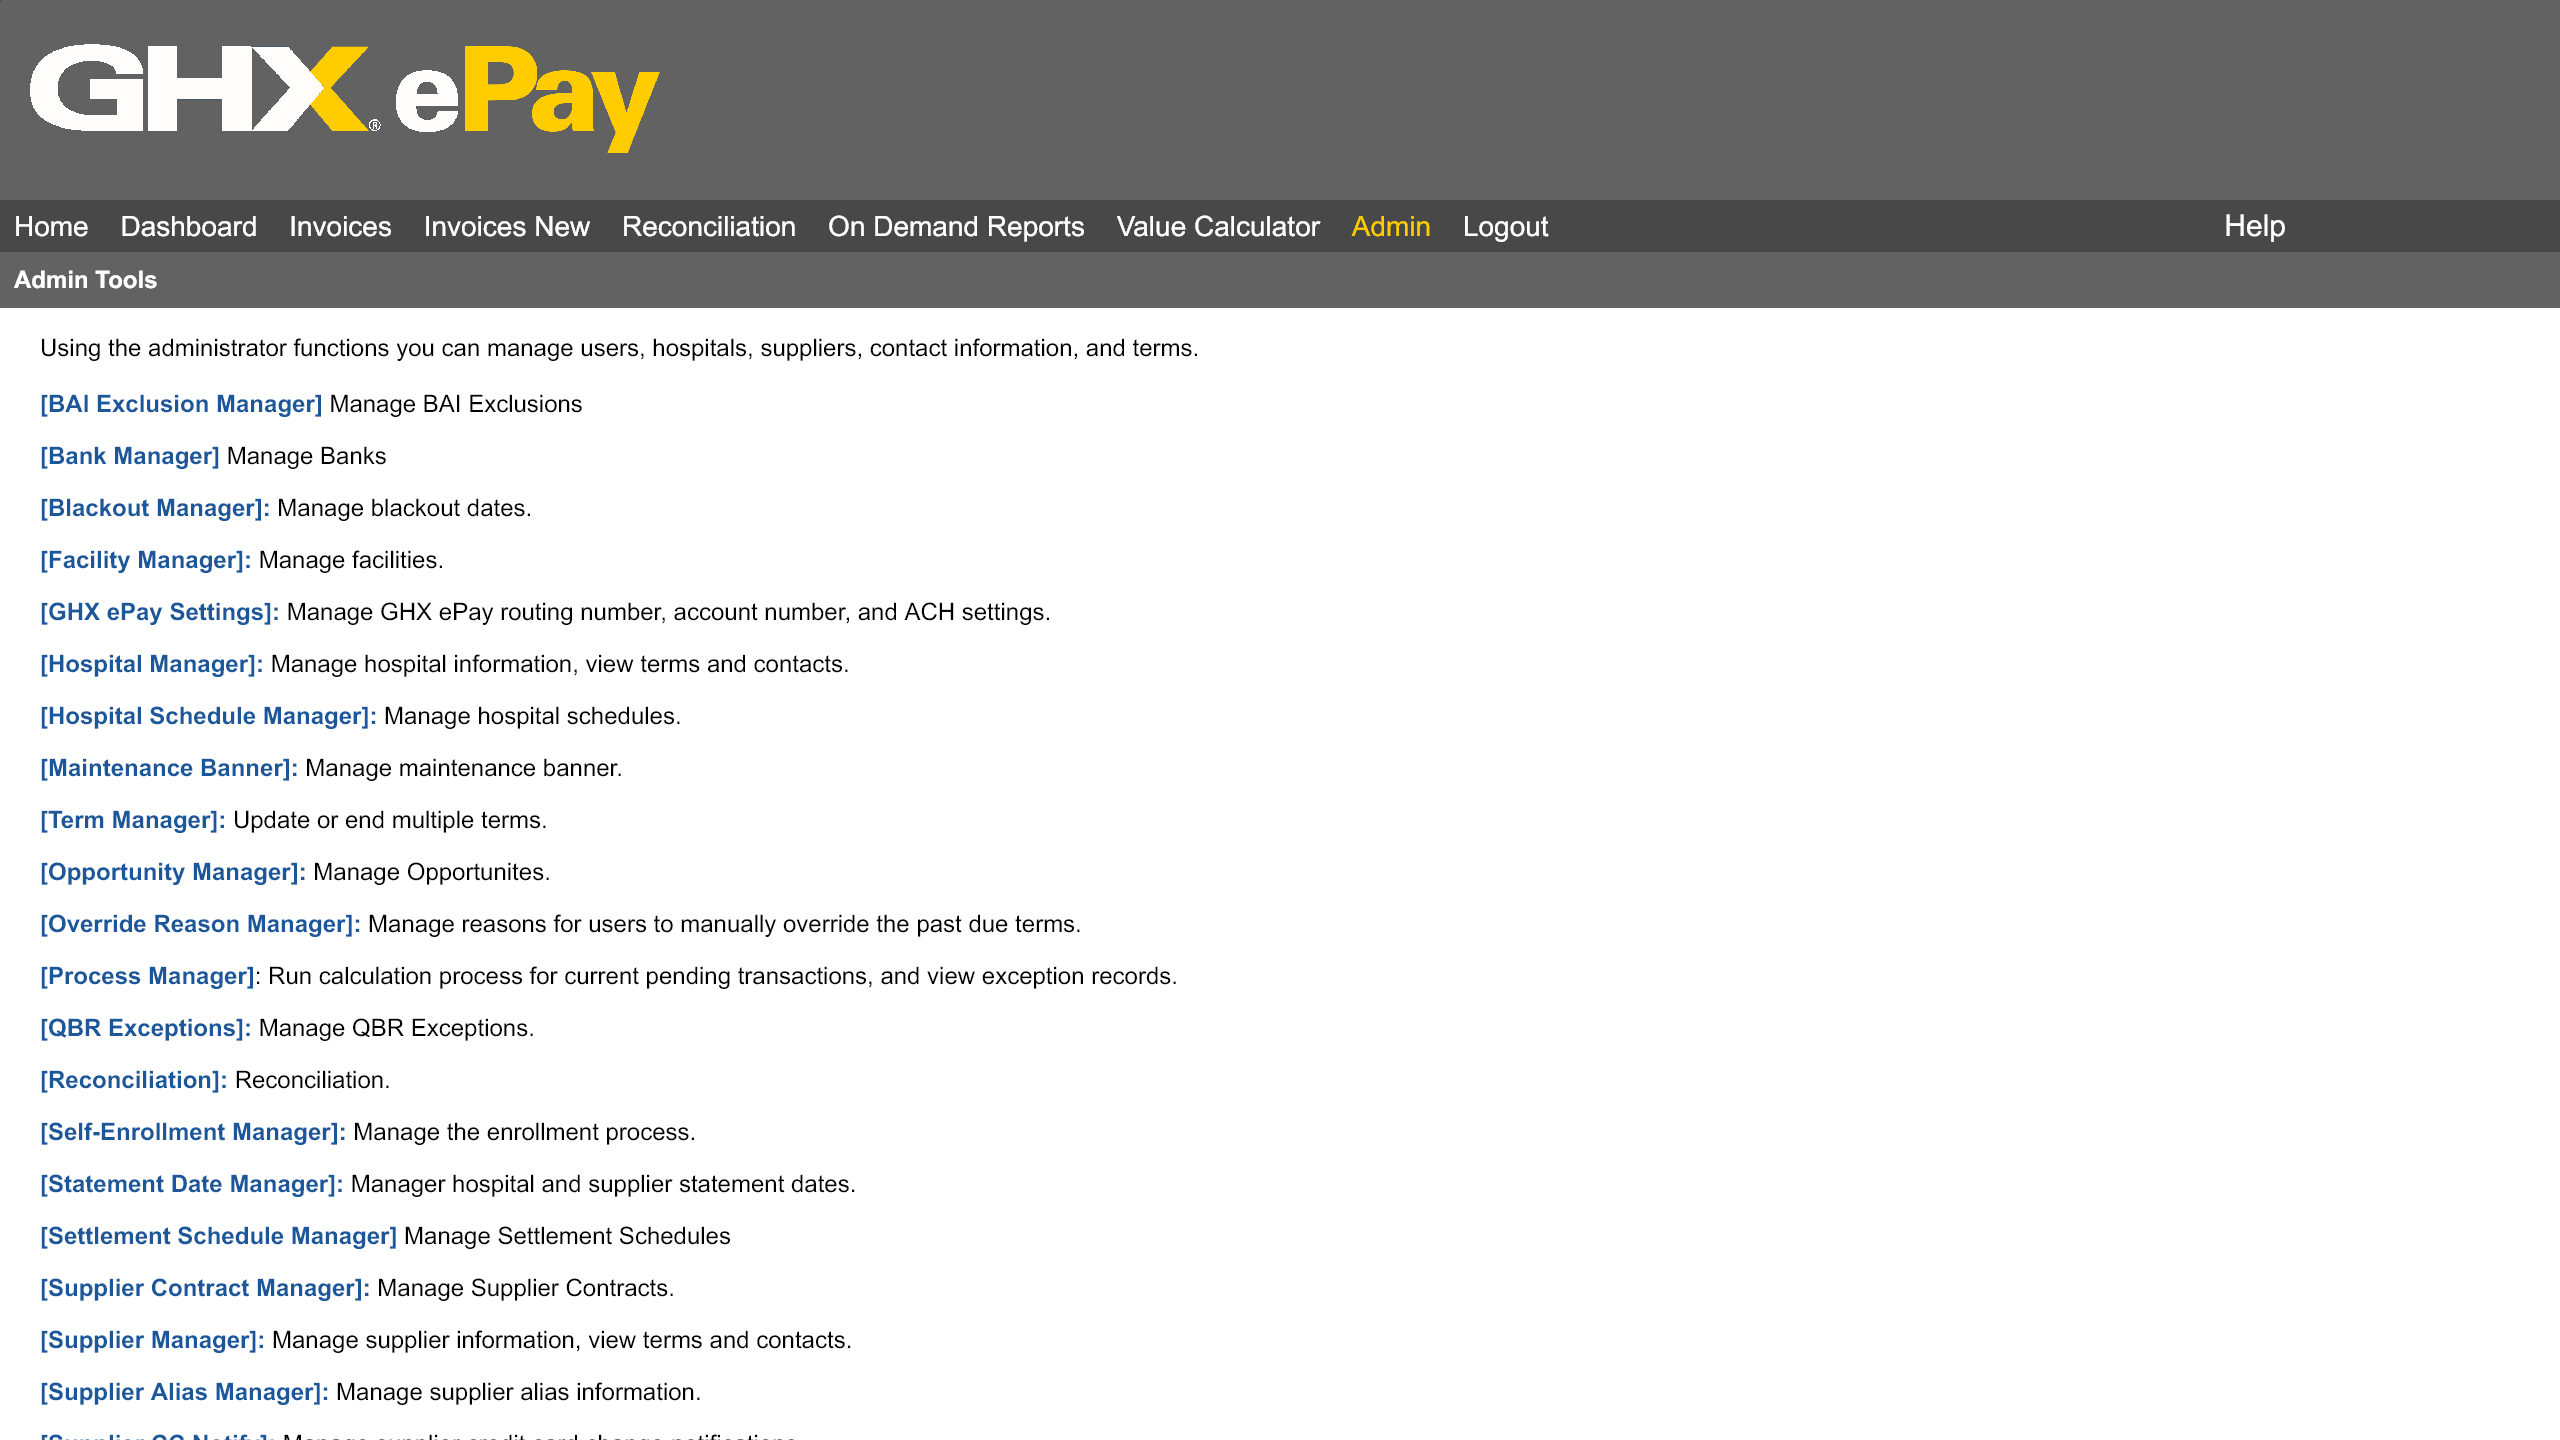 GHX® ePay
Home Dashboard Invoices Invoices New Reconciliation On Demand Reports Value Calculator Admin Logout Help
Admin Tools
Using the administrator functions you can manage users, hospitals, suppliers, contact information, and terms.
[BAI Exclusion Manager] Manage BAI Exclusions
[Bank Manager] Manage Banks
[Blackout Manager]: Manage blackout dates.
[Facility Manager]: Manage facilities.
[GHX ePay Settings]: Manage GHX ePay routing number, account number, and ACH settings.
[Hospital Manager]: Manage hospital information, view terms and contacts.
[Hospital Schedule Manager]: Manage hospital schedules.
[Maintenance Banner]: Manage maintenance banner.
[Term Manager]: Update or end multiple terms.
[Opportunity Manager]: Manage Opportunites.
[Override Reason Manager]: Manage reasons for users to manually override the past due terms.
[Process Manager]: Run calculation process for current pending transactions, and view exception records.
[QBR Exceptions]: Manage QBR Exceptions.
[Reconciliation]: Reconciliation.
[Self-Enrollment Manager]: Manage the enrollment process.
[Statement Date Manager]: Manager hospital and supplier statement dates.
[Settlement Schedule Manager] Manage Settlement Schedules
[Supplier Contract Manager]: Manage Supplier Contracts.
[Supplier Manager]: Manage supplier information, view terms and contacts.
[Supplier Alias Manager]: Manage supplier alias information.
[Supplier CC Notify]: Manage supplier credit card change notifications.